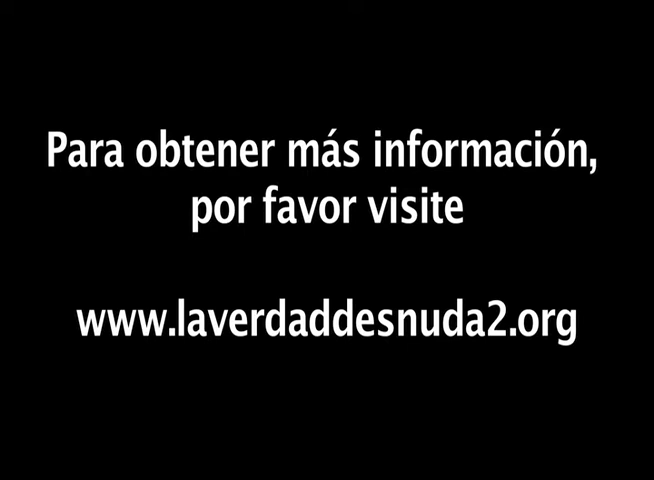 Para obtener más información,
por favor visite
www.laverdaddesnuda2.org